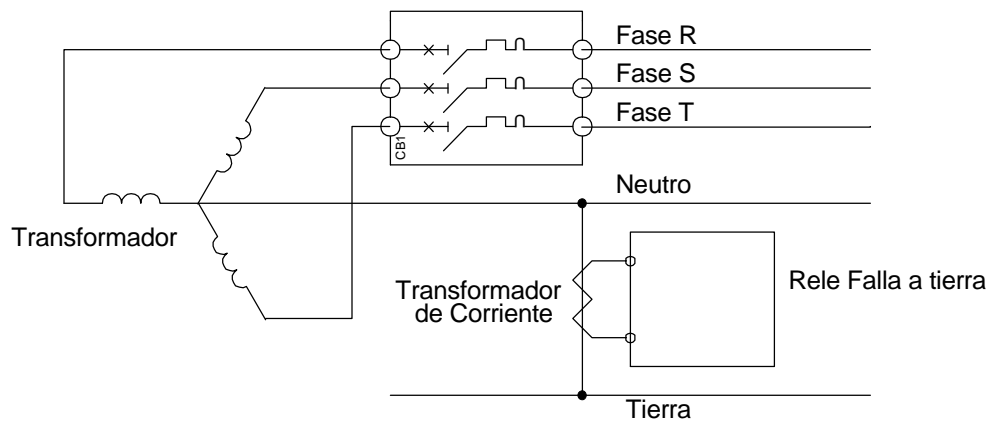 Fase R
Fase S
Fase T
CB1
Neutro
Transformador
Transformador
de Corriente
Rele Falla a tierra
Tierra